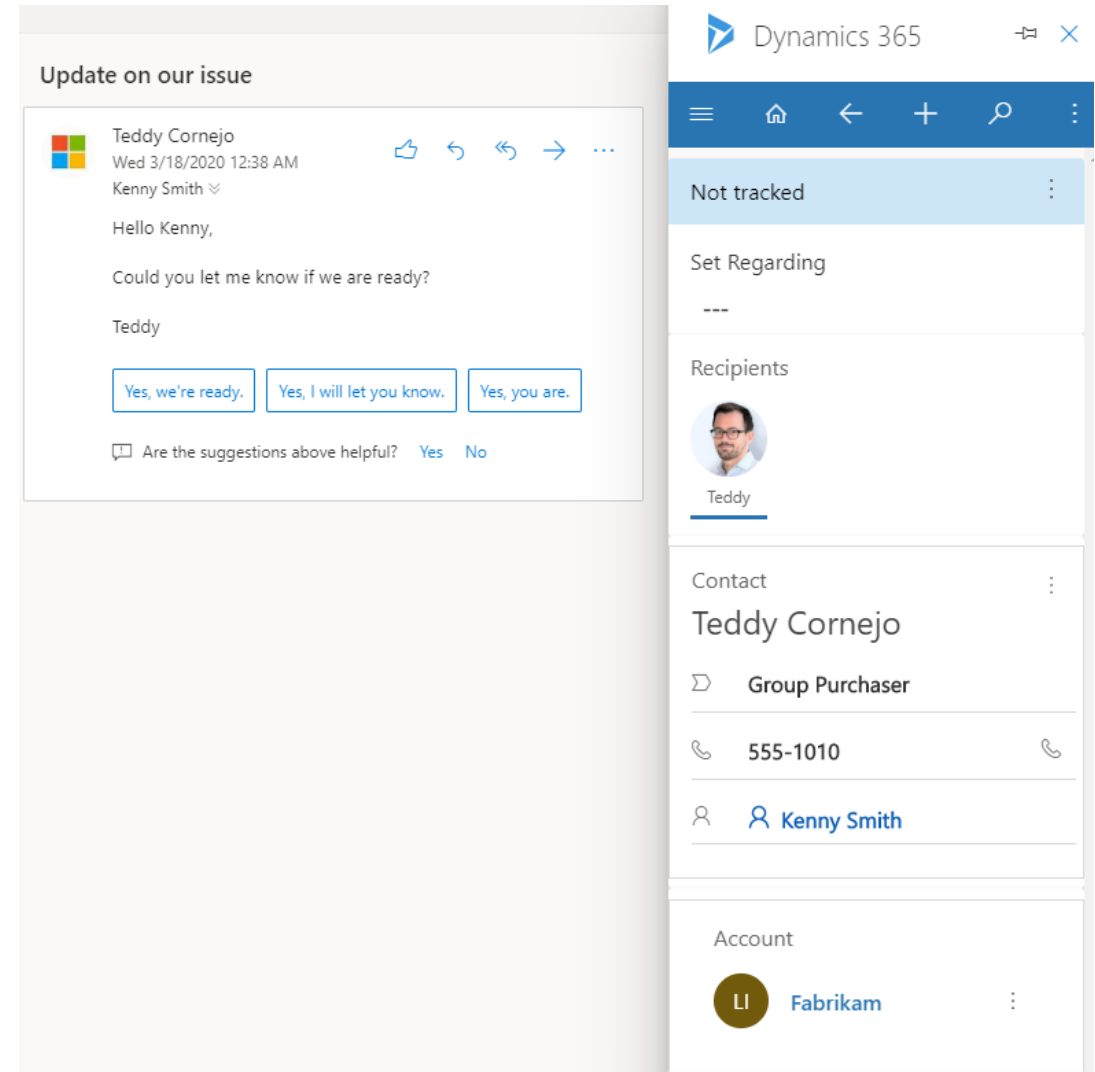 Update on our issue
Teddy Cornejo
Wed 3/18/2020 12:38 AM
Kenny Smith
Hello Kenny,
Could you let me know if we are ready?
Teddy
Yes, we're ready. Yes, I will let you know. Yes, you are.
Are the suggestions above helpful? Yes No
Dynamics 365
Not tracked
Set Regarding
---
Recipients
Teddy
Contact
Teddy Cornejo
Group Purchaser
555-1010
Kenny Smith
Account
LI Fabrikam